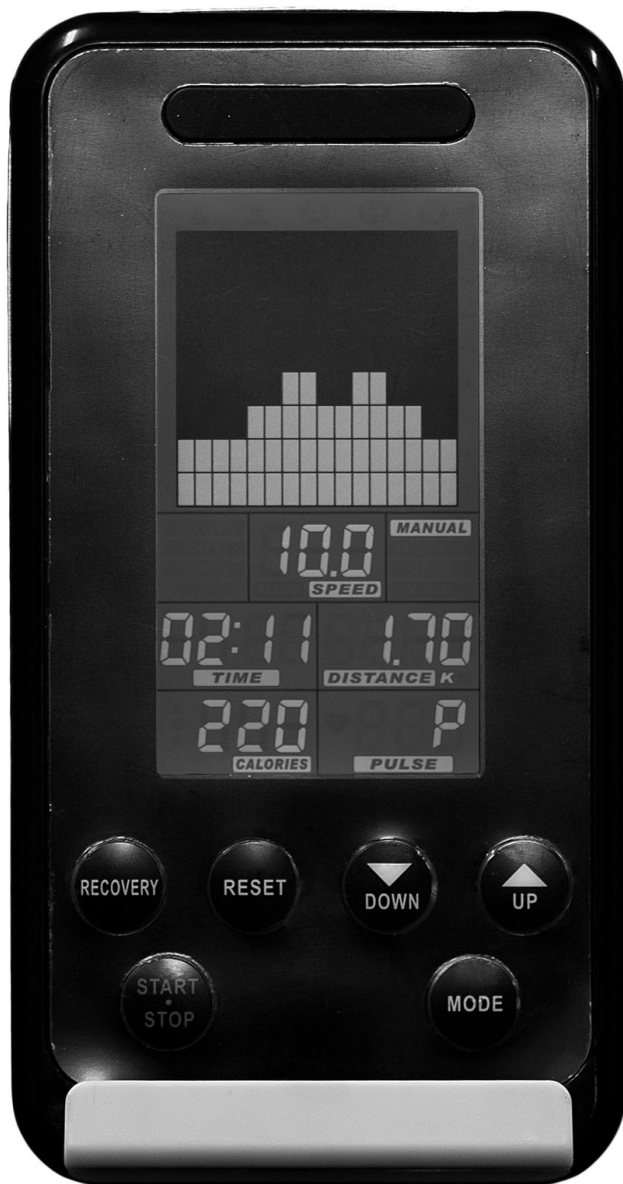 MANUAL
10.0
SPEED
02:11 1.70
TIME DISTANCE K
220 P
CALORIES PULSE
RECOVERY RESET DOWN UP
START
STOP
MODE